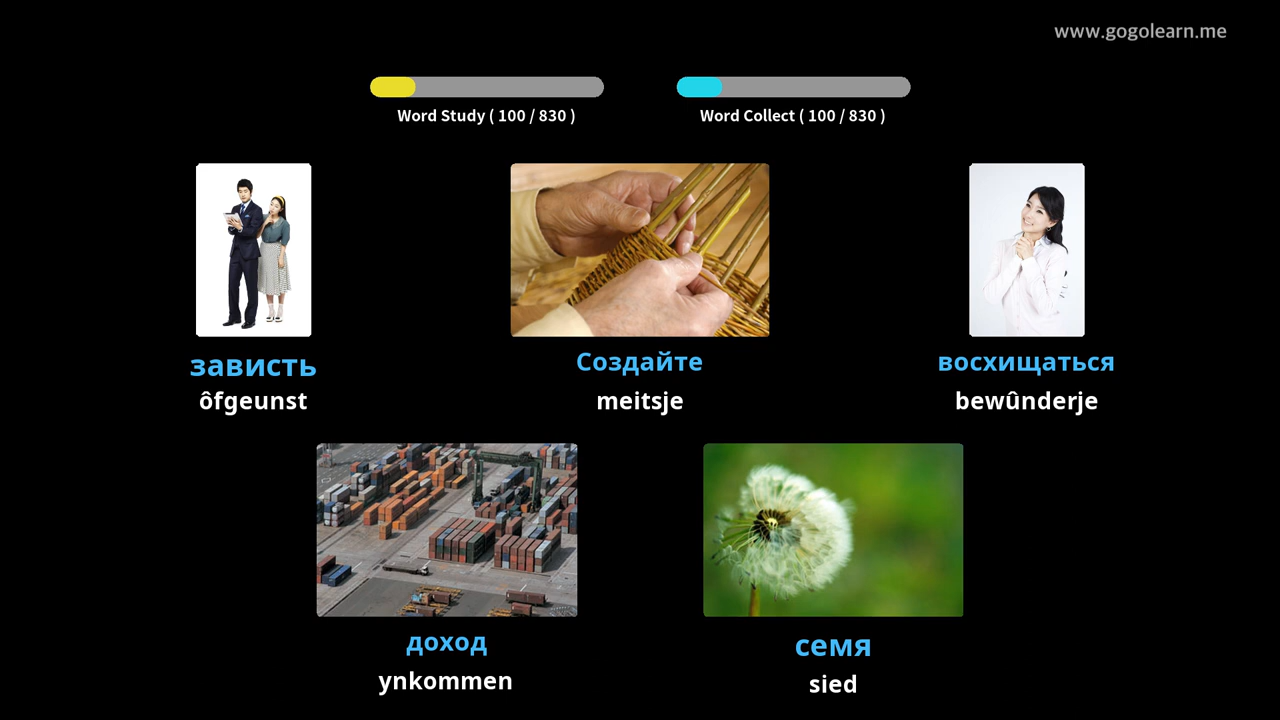 www.gogolearn.me
Word Study ( 100 / 830 )
Word Collect ( 100 / 830 )
зависть
ôfgeunst
Создайте
meitsje
восхищаться
bewûnderje
доход
ynkommen
семя
sied